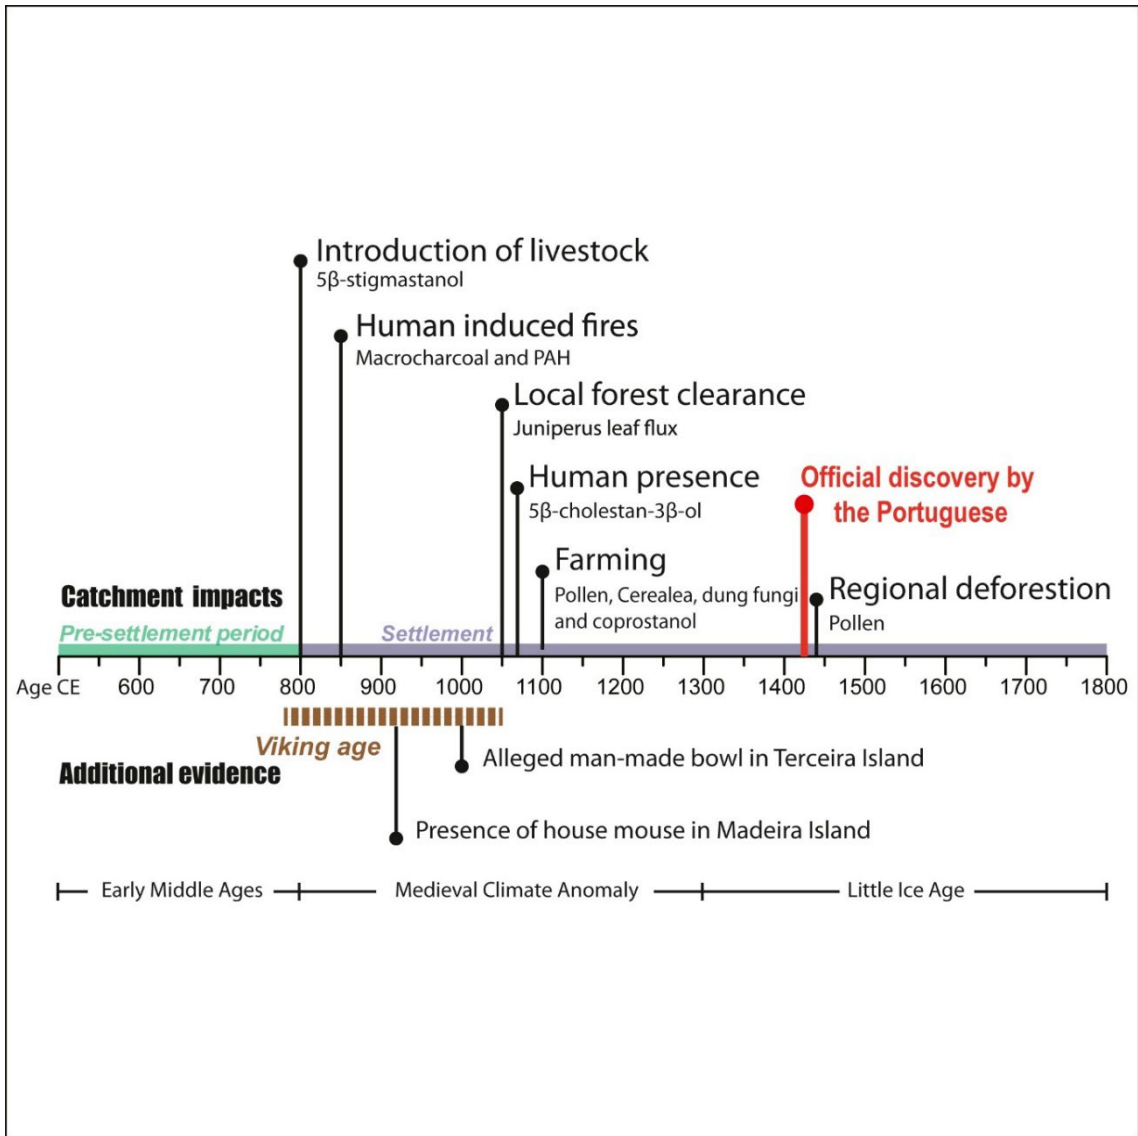 Introduction of livestock
5β-stigmastanol
Human induced fires
Macrocharcoal and PAH
Local forest clearance
Juniperus leaf flux
Human presence
5β-cholestan-3β-ol
Official discovery by
the Portuguese
Farming
Pollen, Cerealea, dung fungi
and coprostanol
Regional deforestion
Pollen
Catchment impacts
Pre-settlement period
Settlement
Age CE 600 700 800 900 1000 1100 1200 1300 1400 1500 1600 1700 1800
Viking age
Additional evidence
Alleged man-made bowl in Terceira Island
Presence of house mouse in Madeira Island
Early Middle Ages Medieval Climate Anomaly Little Ice Age